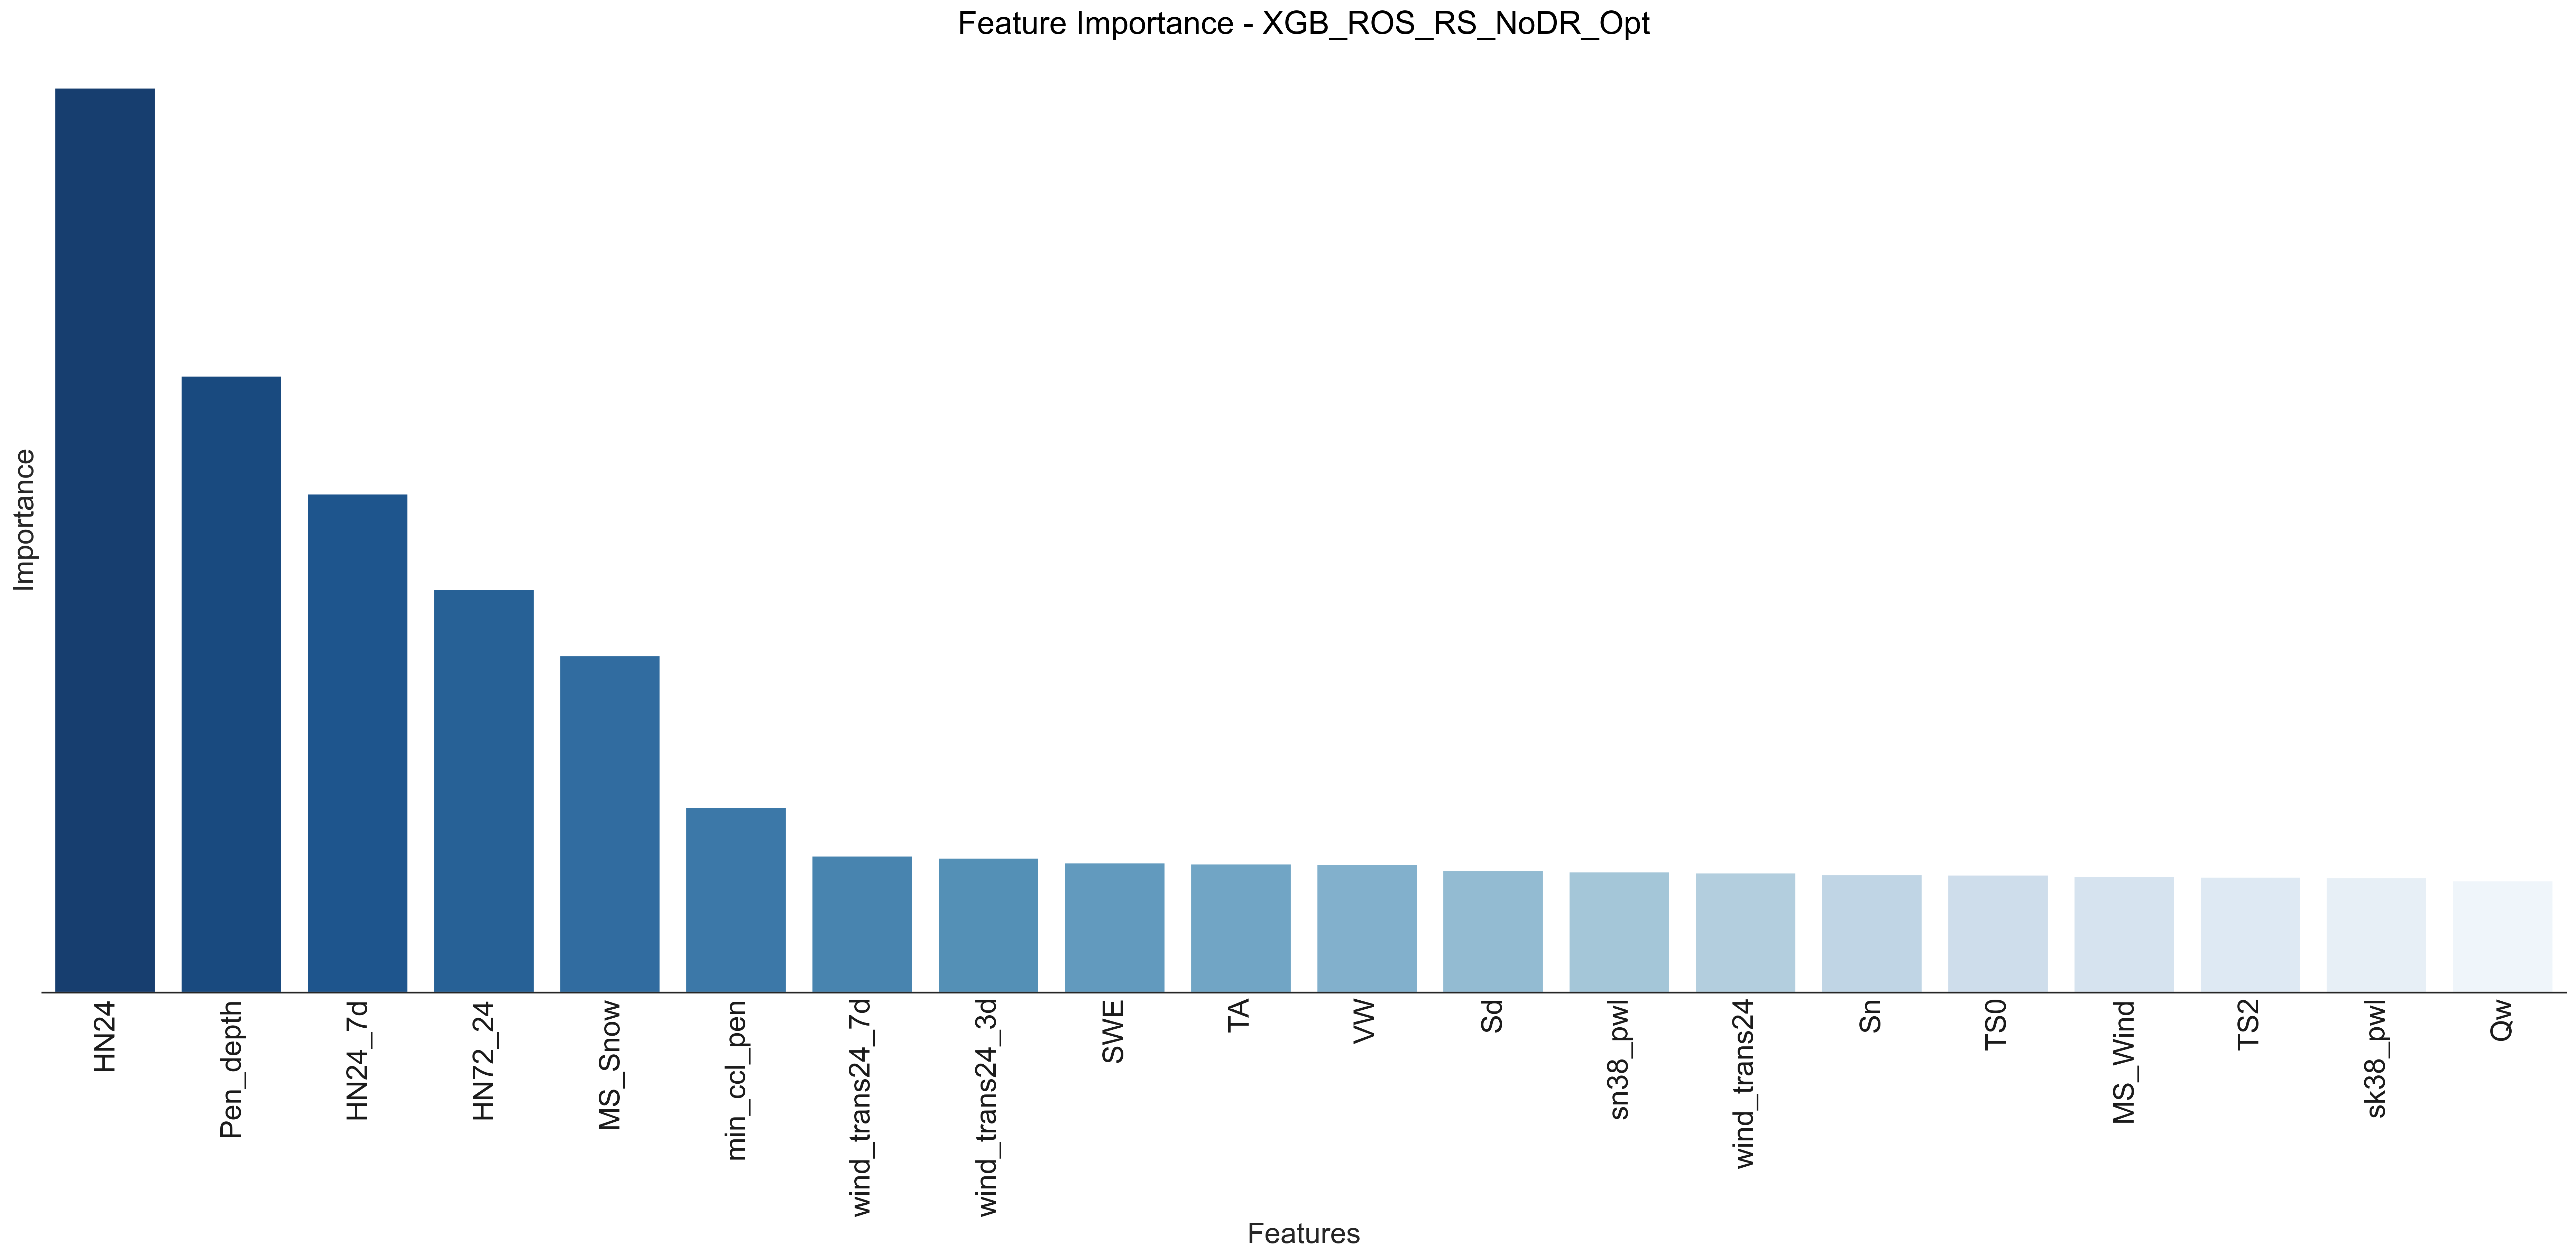 Feature Importance - XGB_ROS_RS_NoDR_Opt
Importance
HN24
Pen_depth
HN24_7d
HN72_24
MS_Snow
min_ccl_pen
wind_trans24_7d
wind_trans24_3d
SWE
TA
VW
Sd
sn38_pwl
wind_trans24
Sn
TS0
MS_Wind
TS2
sk38_pwl
Qw
Features